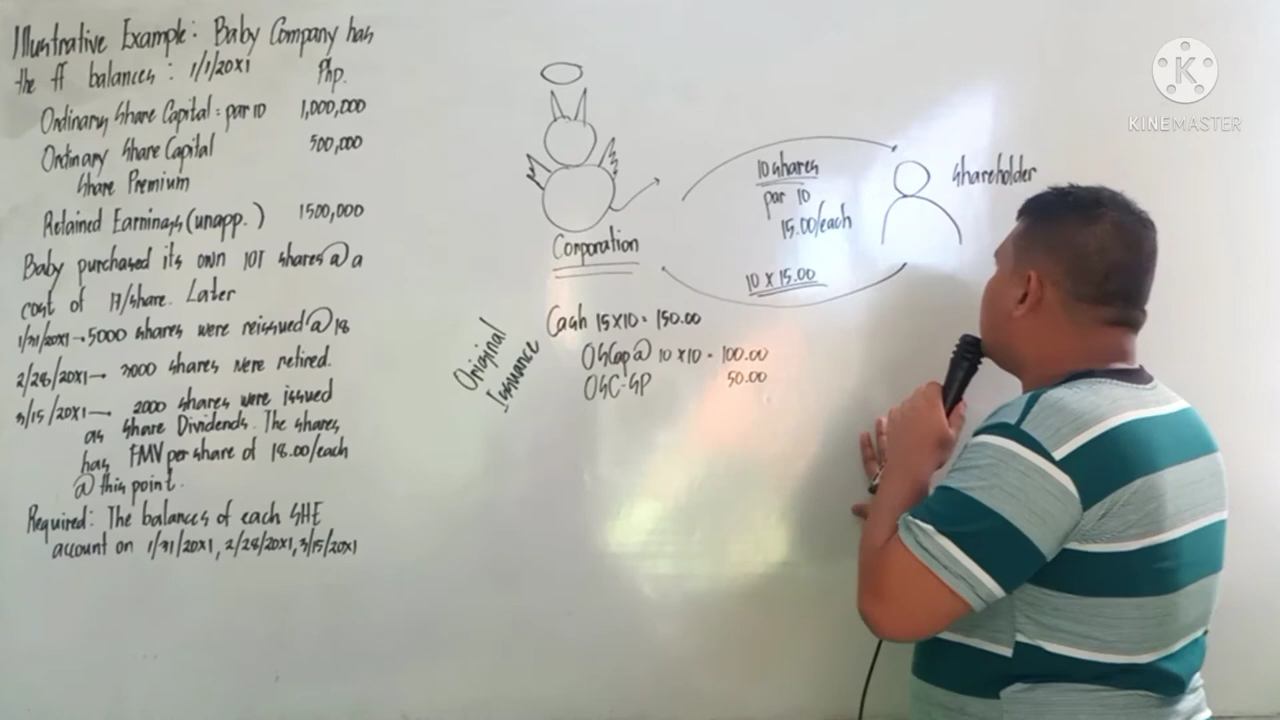 Illustrative Example: Baby Company has
the ff balances: 1/1/20x1 Php.
Ordinary Share Capital: par 10 1,000,000
Ordinary Share Capital 500,000
Share Premium
Retained Earnings (unapp.) 1500,000
Baby purchased its own 10T shares @ a
cost of 17/share. Later
1/31/20x1 → 5000 shares were reissued @ 18
2/28/20x1 → 3000 shares were retired.
3/15/20x1 → 2000 shares were issued
as share Dividends. The shares
has FMV per share of 18.00/each
@ this point.
Required: The balances of each SHE
account on 1/31/20x1, 2/28/20x1, 3/15/20x1
Corporation
10 shares
par 10
15.00/each
shareholder
10 x 15.00
Original
Issuance
Cash 15x10 = 150.00
OSCap @ 10 x 10 = 100.00
OSC-SP 50.00
K
KINEMASTER